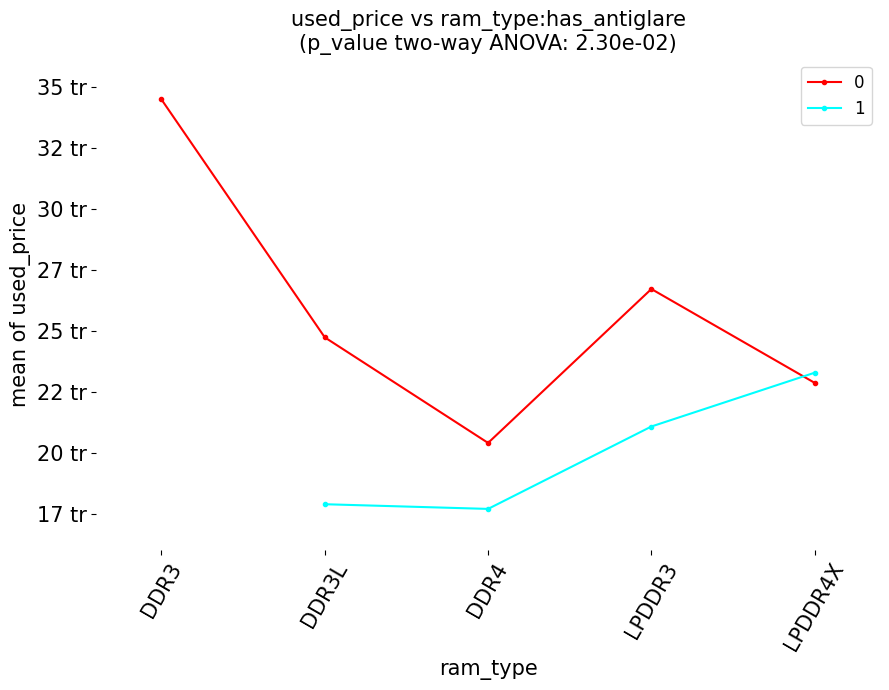 used_price vs ram_type:has_antiglare
(p_value two-way ANOVA: 2.30e-02)
0
1
35 tr
32 tr
30 tr
27 tr
25 tr
22 tr
20 tr
17 tr
mean of used_price
DDR3
DDR3L
DDR4
LPDDR3
LPDDR4X
ram_type